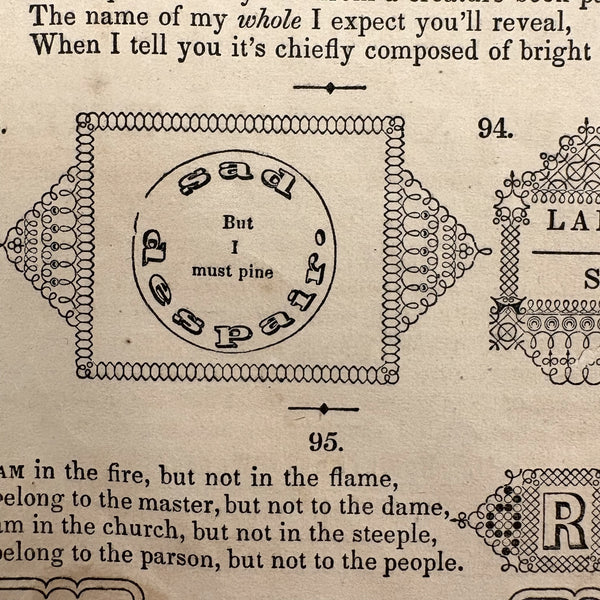 The name of my whole I expect you'll reveal,
When I tell you it's chiefly composed of bright
94.
sad
But
I
must pine
despair.
LA
S
95.
AM in the fire, but not in the flame,
belong to the master, but not to the dame,
am in the church, but not in the steeple,
belong to the parson, but not to the people.
R